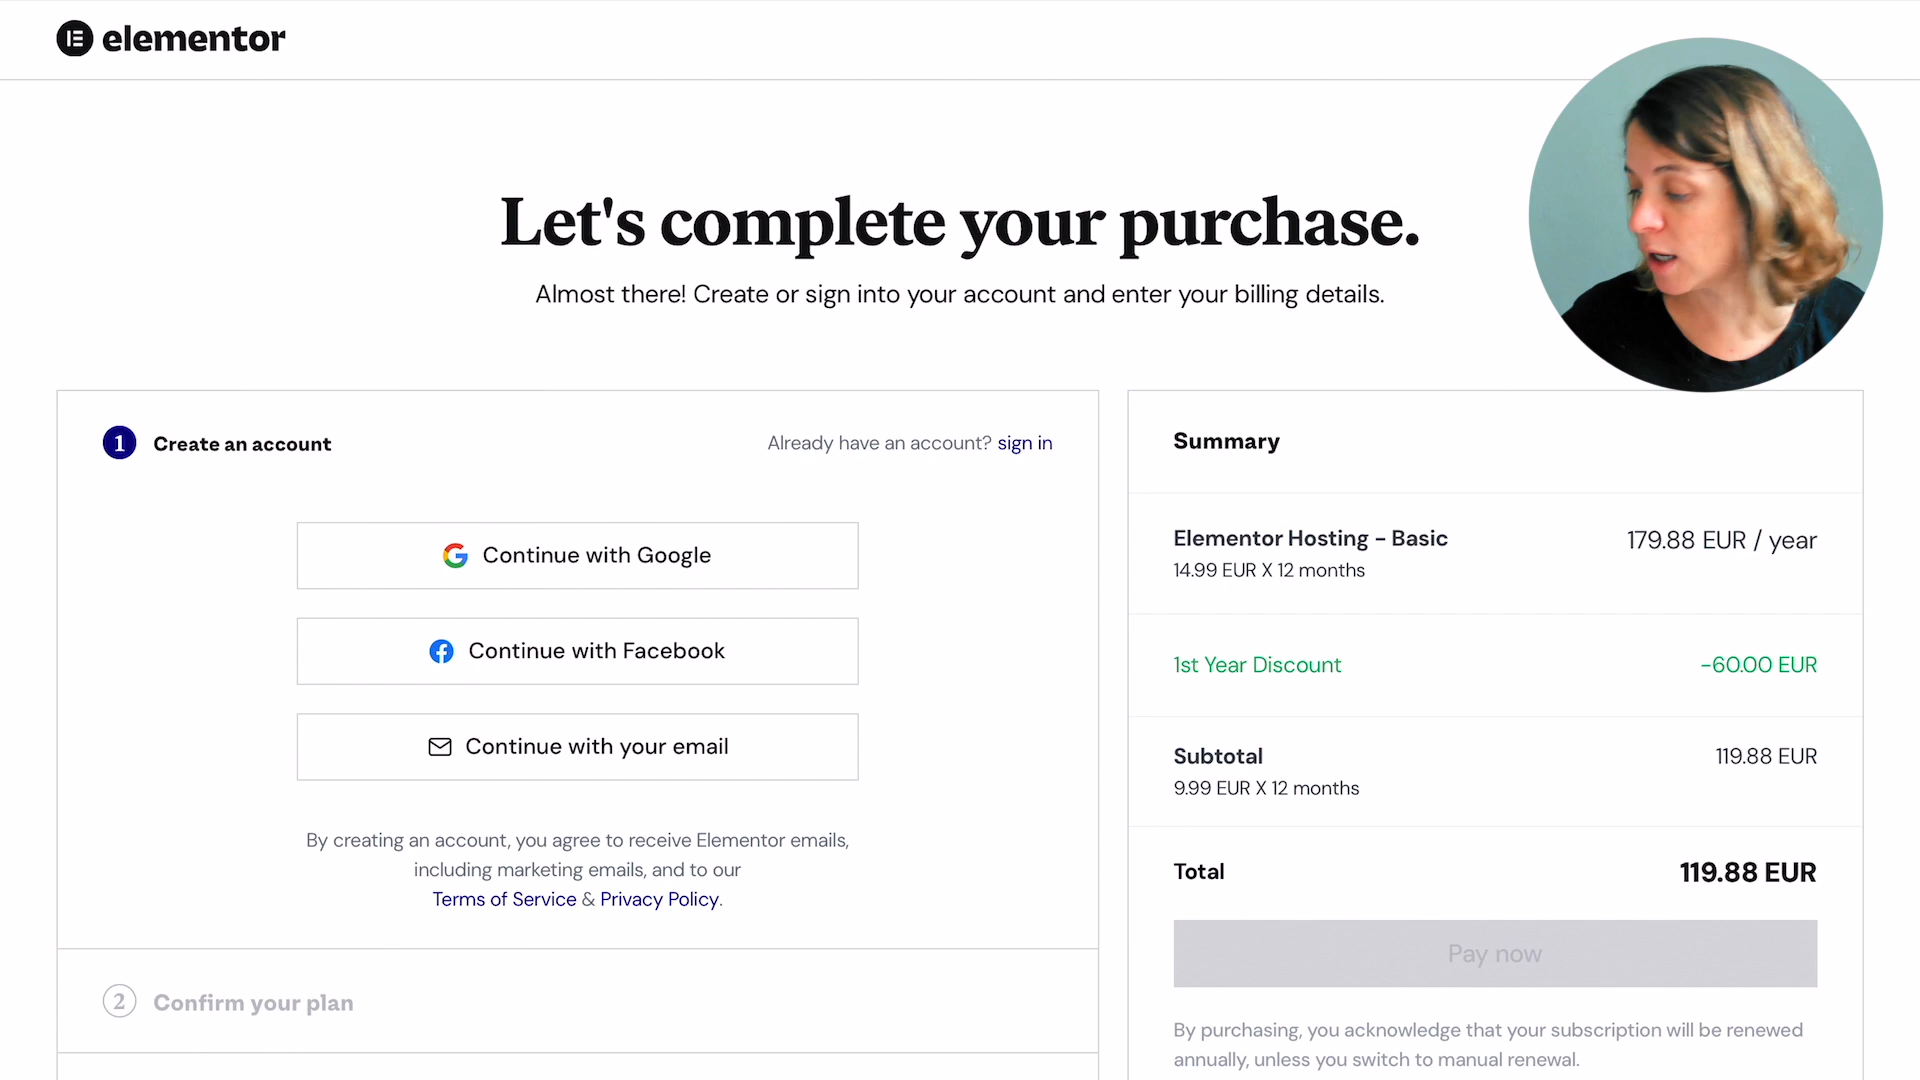 elementor
Let's complete your purchase.
Almost there! Create or sign into your account and enter your billing details.
1 Create an account
Already have an account? sign in
Continue with Google
Continue with Facebook
Continue with your email
By creating an account, you agree to receive Elementor emails,
including marketing emails, and to our
Terms of Service & Privacy Policy.
2 Confirm your plan
Summary
Elementor Hosting - Basic
179.88 EUR / year
14.99 EUR X 12 months
1st Year Discount
-60.00 EUR
Subtotal
119.88 EUR
9.99 EUR X 12 months
Total
119.88 EUR
Pay now
By purchasing, you acknowledge that your subscription will be renewed
annually, unless you switch to manual renewal.